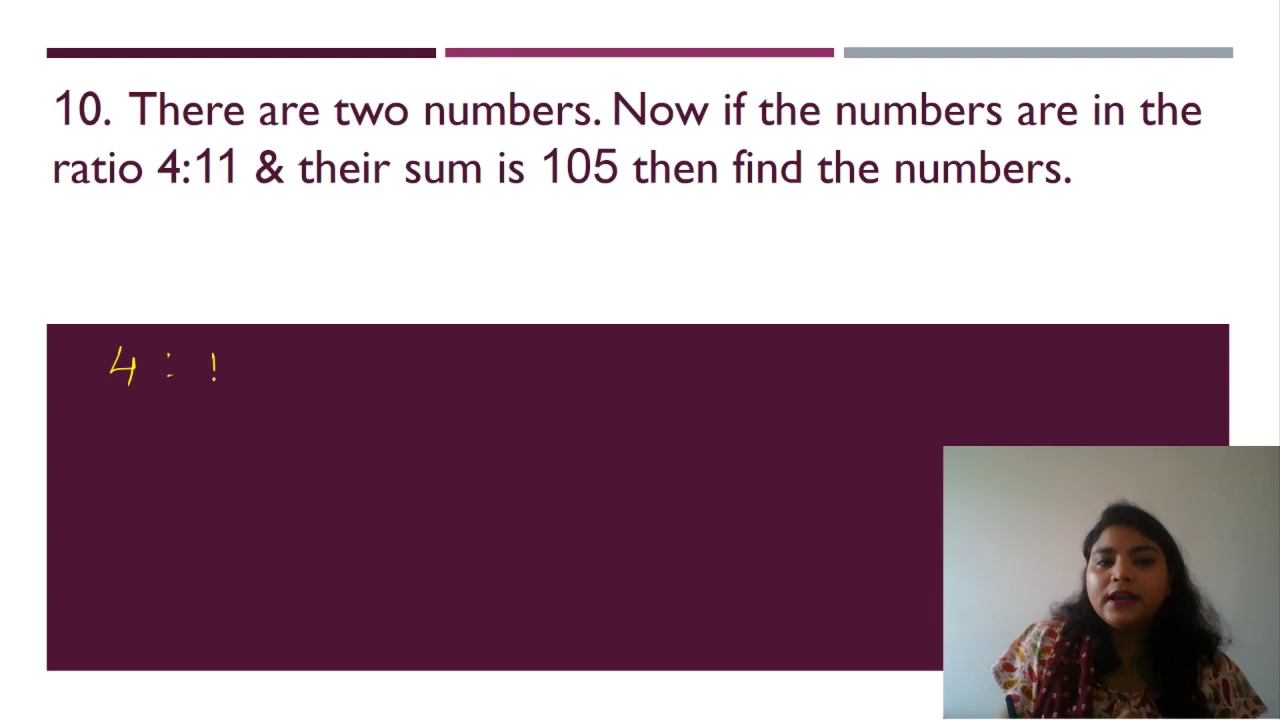 10. There are two numbers. Now if the numbers are in the
ratio 4:11 & their sum is 105 then find the numbers.
4 : 1